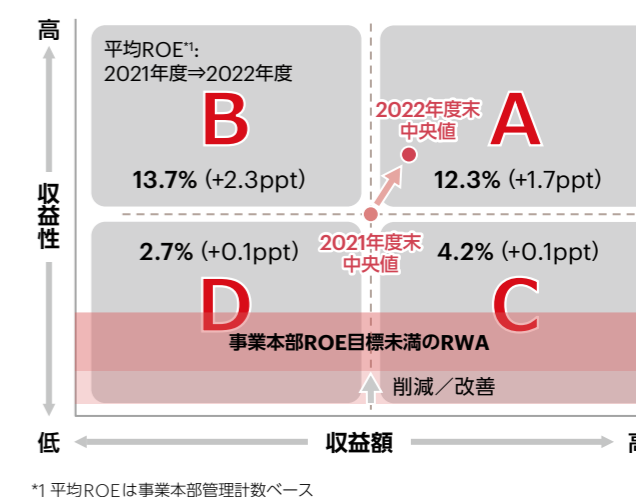 高
平均ROE*1:
2021年度⇒2022年度
B
A
2022年度末
中央値
13.7% (+2.3ppt)
12.3% (+1.7ppt)
収益性
2021年度末
中央値
2.7% (+0.1ppt)
4.2% (+0.1ppt)
D
C
事業本部ROE目標未満のRWA
削減／改善
低
収益額
高
*1 平均ROEは事業本部管理計数ベース